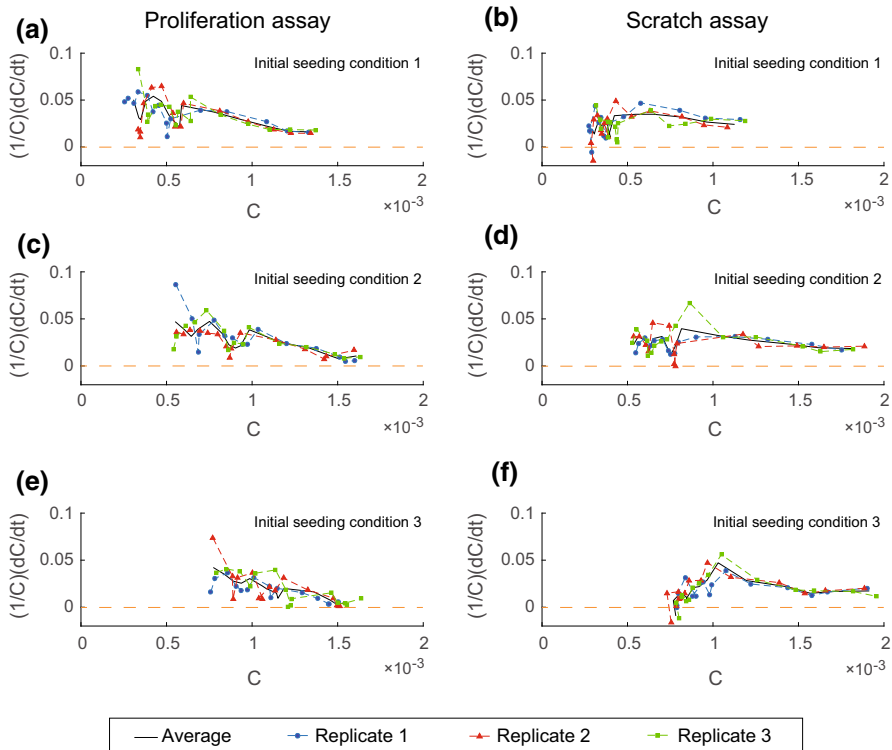 Proliferation assay
Scratch assay
(a)
Initial seeding condition 1
(1/C)(dC/dt)
0.1
0.05
0
0
0.5
1
1.5
2
×10⁻³
C
(b)
Initial seeding condition 1
(1/C)(dC/dt)
0.1
0.05
0
0
0.5
1
1.5
2
×10⁻³
C
(c)
Initial seeding condition 2
(1/C)(dC/dt)
0.1
0.05
0
0
0.5
1
1.5
2
×10⁻³
C
(d)
Initial seeding condition 2
(1/C)(dC/dt)
0.1
0.05
0
0
0.5
1
1.5
2
×10⁻³
C
(e)
Initial seeding condition 3
(1/C)(dC/dt)
0.1
0.05
0
0
0.5
1
1.5
2
×10⁻³
C
(f)
Initial seeding condition 3
(1/C)(dC/dt)
0.1
0.05
0
0
0.5
1
1.5
2
×10⁻³
C
Average
Replicate 1
Replicate 2
Replicate 3